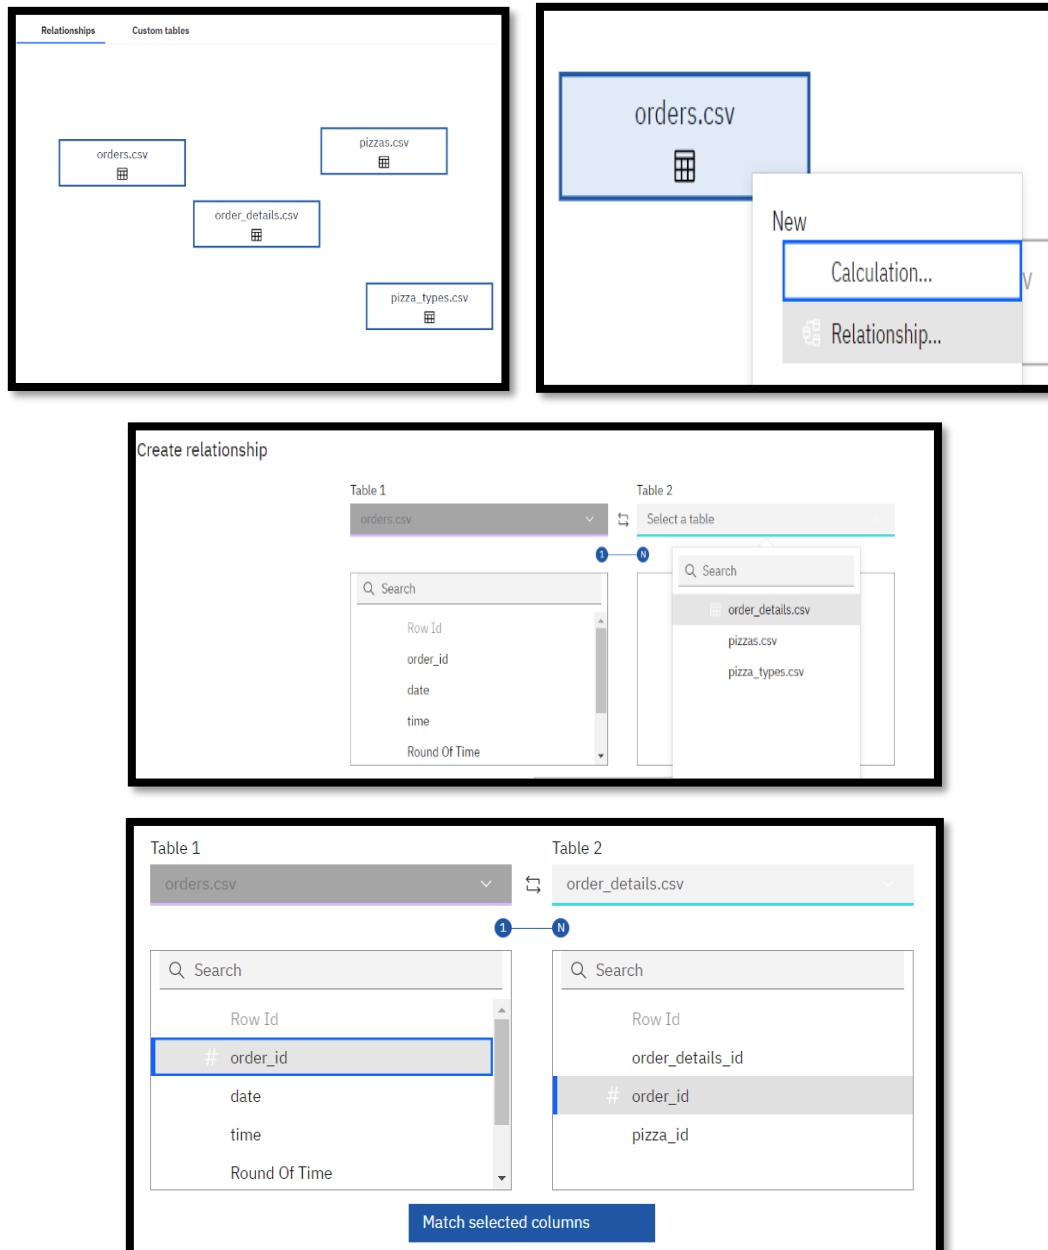 Relationships Custom tables
orders.csv
pizzas.csv
order_details.csv
pizza_types.csv
orders.csv
New
Calculation...
V
Relationship...
Create relationship
Table 1 Table 2
orders.csv Select a table
1 N
Search Search
Row Id order_details.csv
order_id pizzas.csv
date pizza_types.csv
time
Round Of Time
Table 1 Table 2
orders.csv order_details.csv
1 N
Search Search
Row Id Row Id
# order_id order_details_id
date # order_id
time pizza_id
Round Of Time
Match selected columns